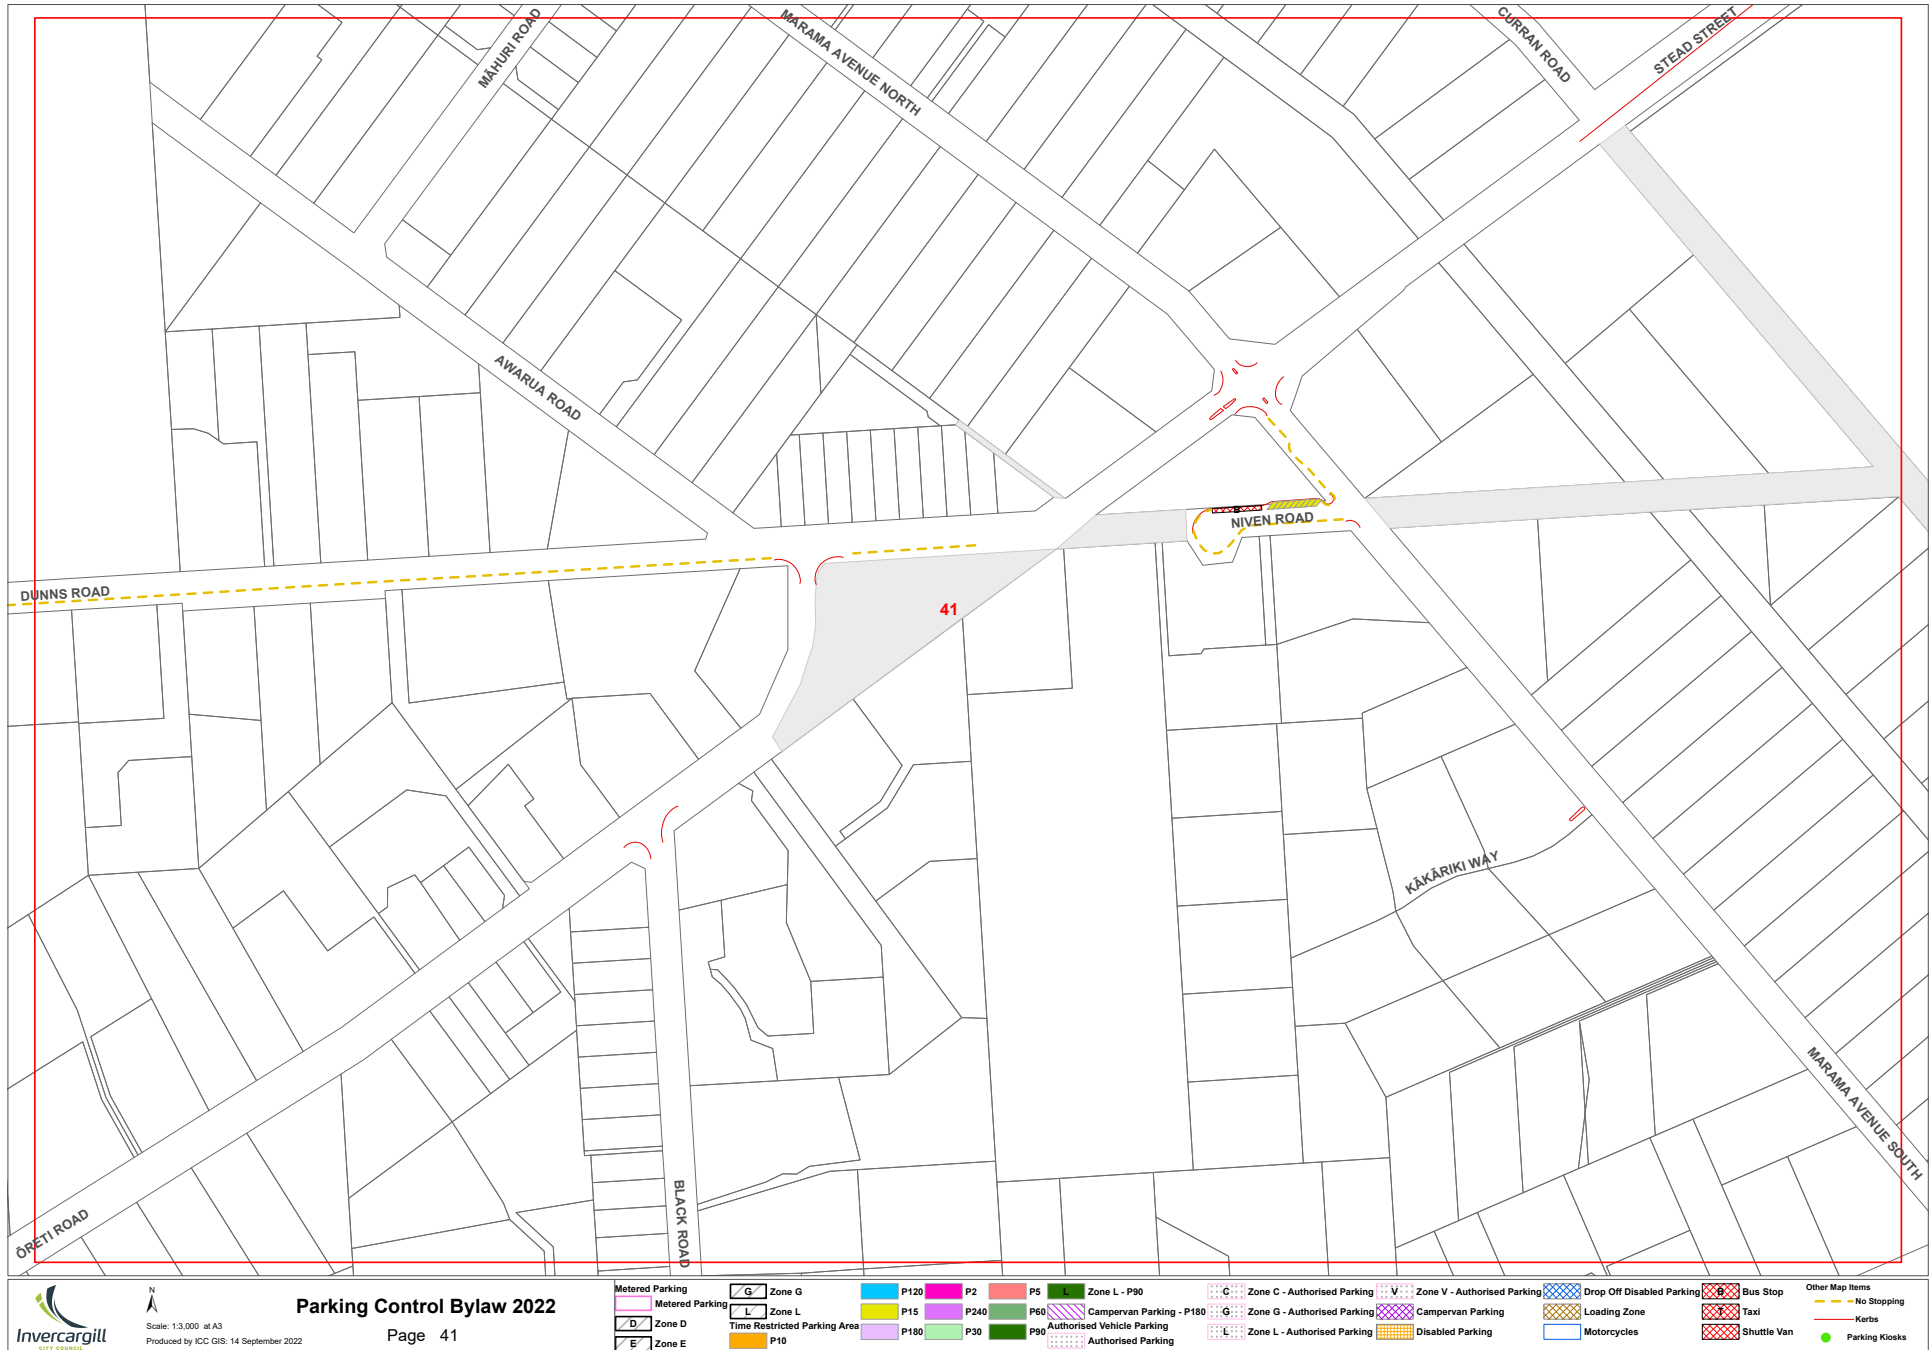 MĀHURI ROAD
MARAMA AVENUE NORTH
CURRAN ROAD
STEAD STREET
AWARUA ROAD
B
NIVEN ROAD
DUNNS ROAD
41
KĀKĀRIKI WAY
MARAMA AVENUE SOUTH
BLACK ROAD
ŌRETI ROAD
Invercargill
CITY COUNCIL
N
Scale: 1:3,000 at A3
Produced by ICC GIS: 14 September 2022
Parking Control Bylaw 2022
Page 41
Metered Parking
Metered Parking
D Zone D
E Zone E
G Zone G
L Zone L
Time Restricted Parking Area
P10
P120
P15
P180
P2
P240
P30
P5
P60
P90
L Zone L - P90
Campervan Parking - P180
Authorised Vehicle Parking
Authorised Parking
C Zone C - Authorised Parking
G Zone G - Authorised Parking
L Zone L - Authorised Parking
V Zone V - Authorised Parking
Campervan Parking
Disabled Parking
Drop Off Disabled Parking
Loading Zone
Motorcycles
B Bus Stop
T Taxi
Shuttle Van
Other Map Items
No Stopping
Kerbs
Parking Kiosks